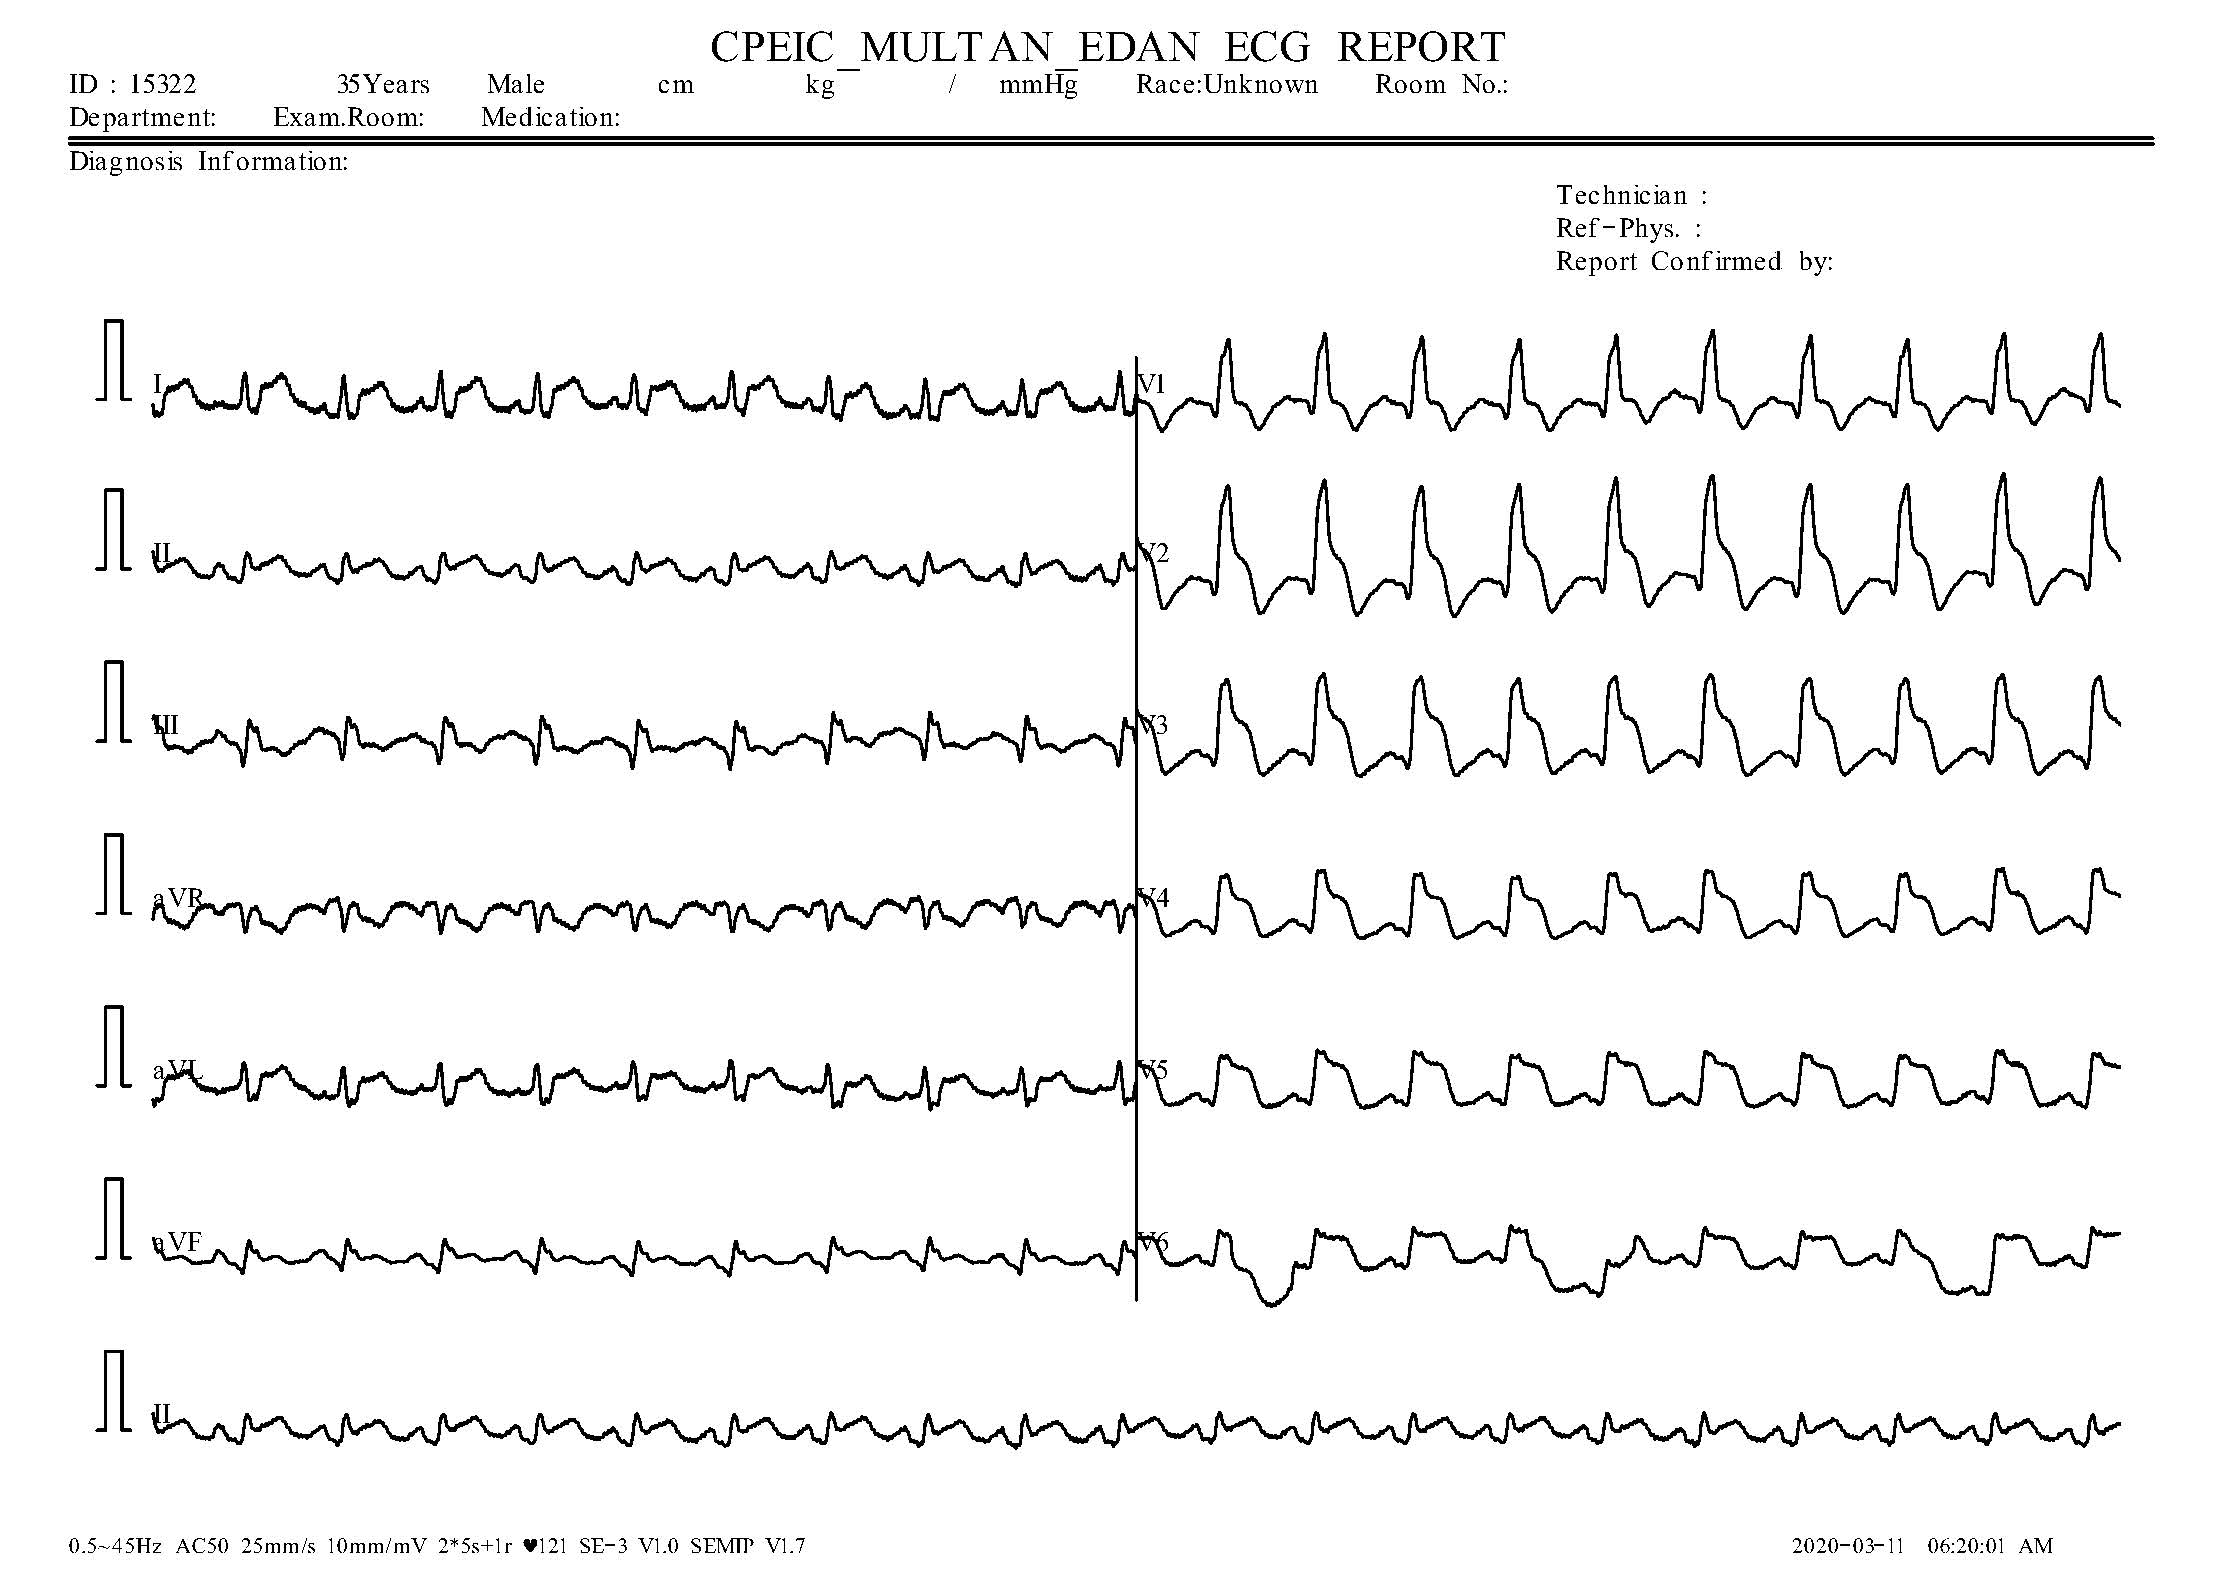 CPEIC_MULTAN_EDAN ECG REPORT
ID : 15322 35Years Male cm kg / mmHg Race:Unknown Room No.:
Department: Exam.Room: Medication:
Diagnosis Information:
Technician :
Ref-Phys. :
Report Confirmed by:
I V1
II V2
III V3
aVR V4
aVL V5
aVF V6
II
0.5~45Hz AC50 25mm/s 10mm/mV 2*5s+1r ♥121 SE-3 V1.0 SEMIP V1.7 2020-03-11 06:20:01 AM